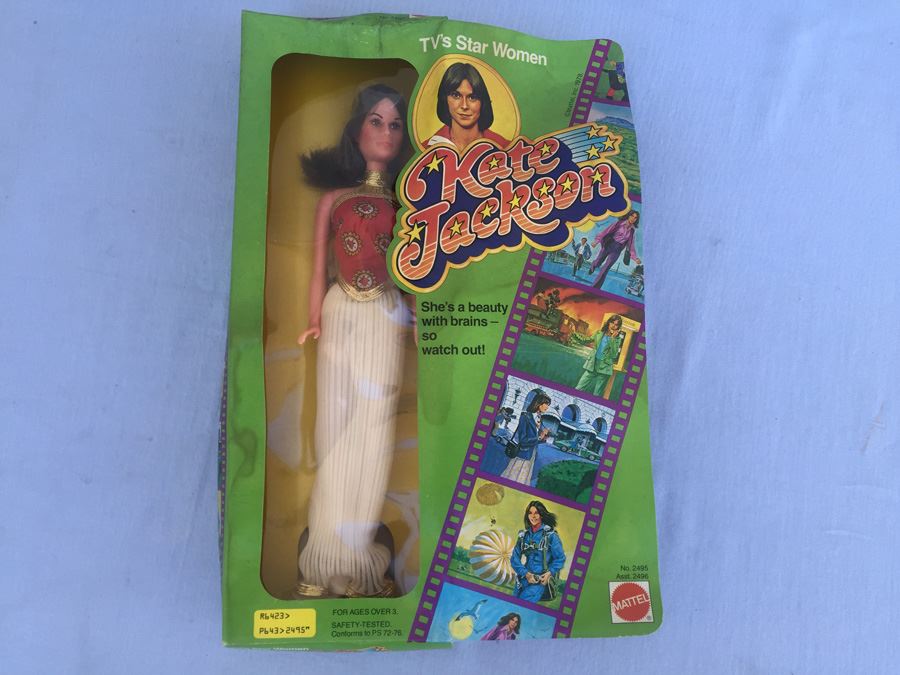 TV's Star Women
Kate
Jackson
She's a beauty
with brains –
so
watch out!
No. 2495
Asst. 2496
MATTEL
R6423>
P643>2495"
FOR AGES OVER 3.
SAFETY-TESTED.
Conforms to PS 72-76.
Women